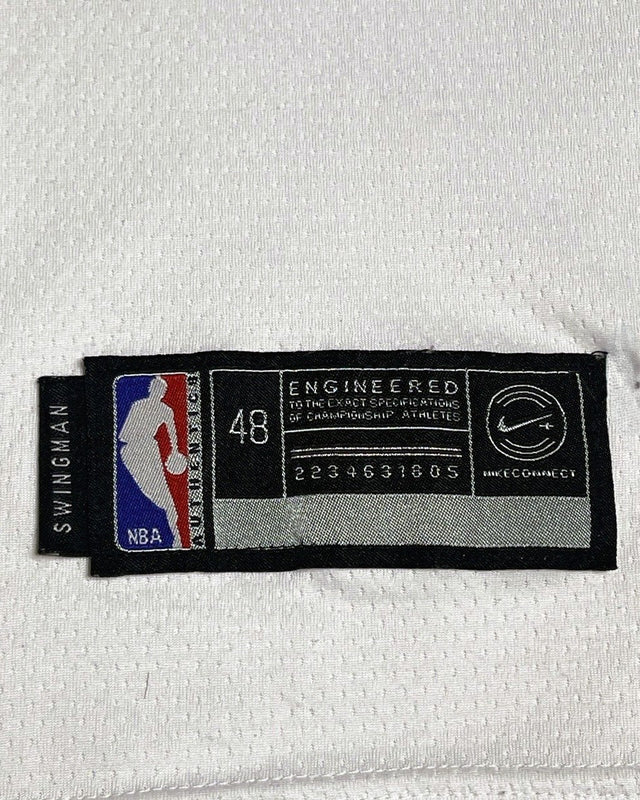 SWINGMAN
NBA
AUTHENTICS
48
ENGINEERED
TO THE EXACT SPECIFICATIONS
OF CHAMPIONSHIP ATHLETES
2234631805
NIKECONNECT